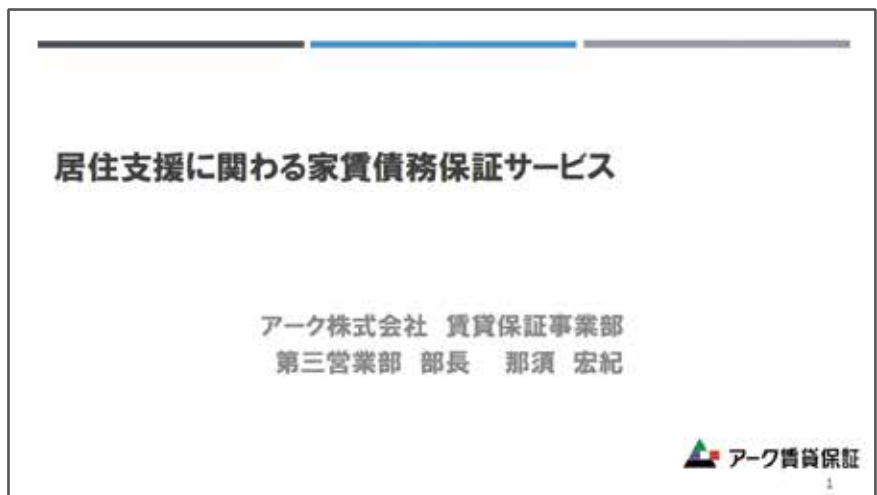 居住支援に関わる家賃債務保証サービス
アーク株式会社 賃貸保証事業部
第三営業部 部長 那須 宏紀
アーク賃貸保証
1